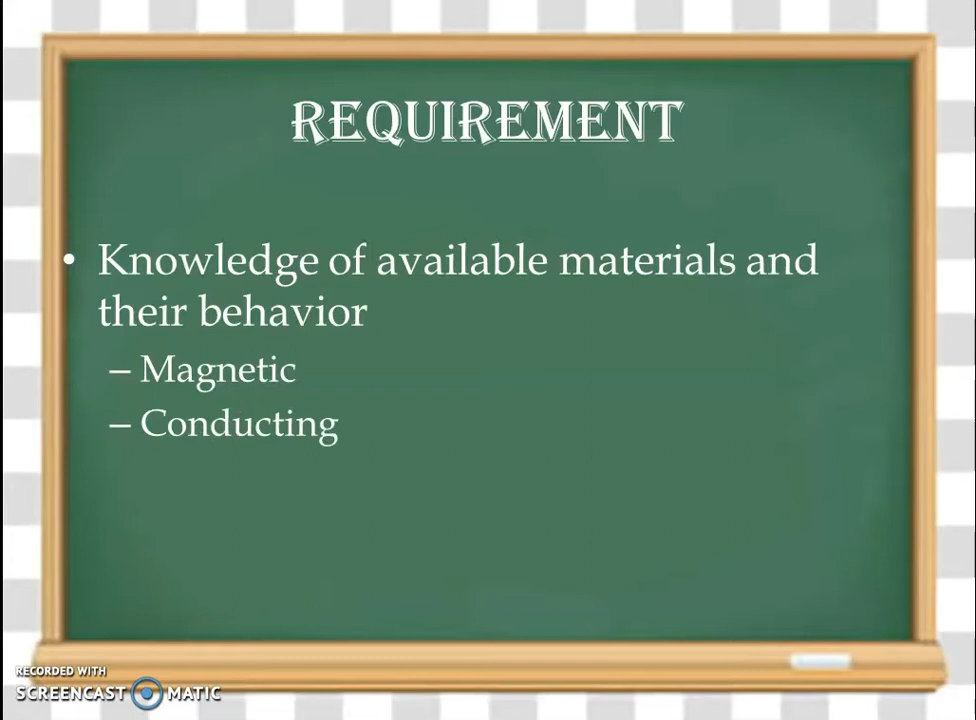 REQUIREMENT
• Knowledge of available materials and
their behavior
– Magnetic
– Conducting
RECORDED WITH
SCREENCAST MATIC